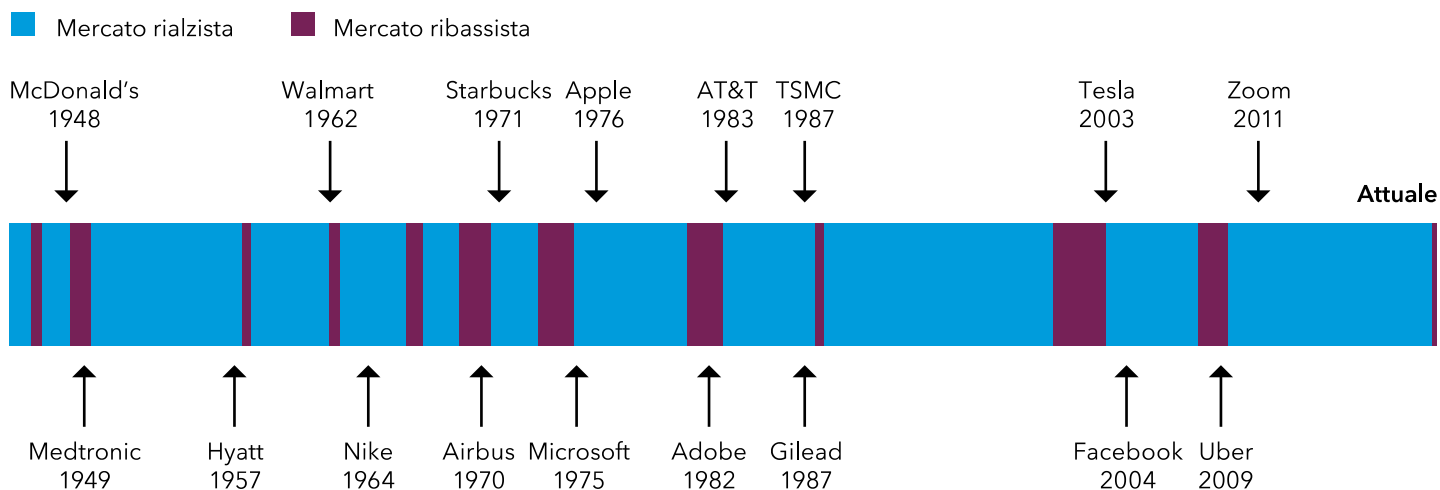 Mercato rialzista Mercato ribassista
McDonald's Walmart Starbucks Apple AT&T TSMC Tesla Zoom
1948 1962 1971 1976 1983 1987 2003 2011
Attuale
Medtronic Hyatt Nike Airbus Microsoft Adobe Gilead Facebook Uber
1949 1957 1964 1970 1975 1982 1987 2004 2009